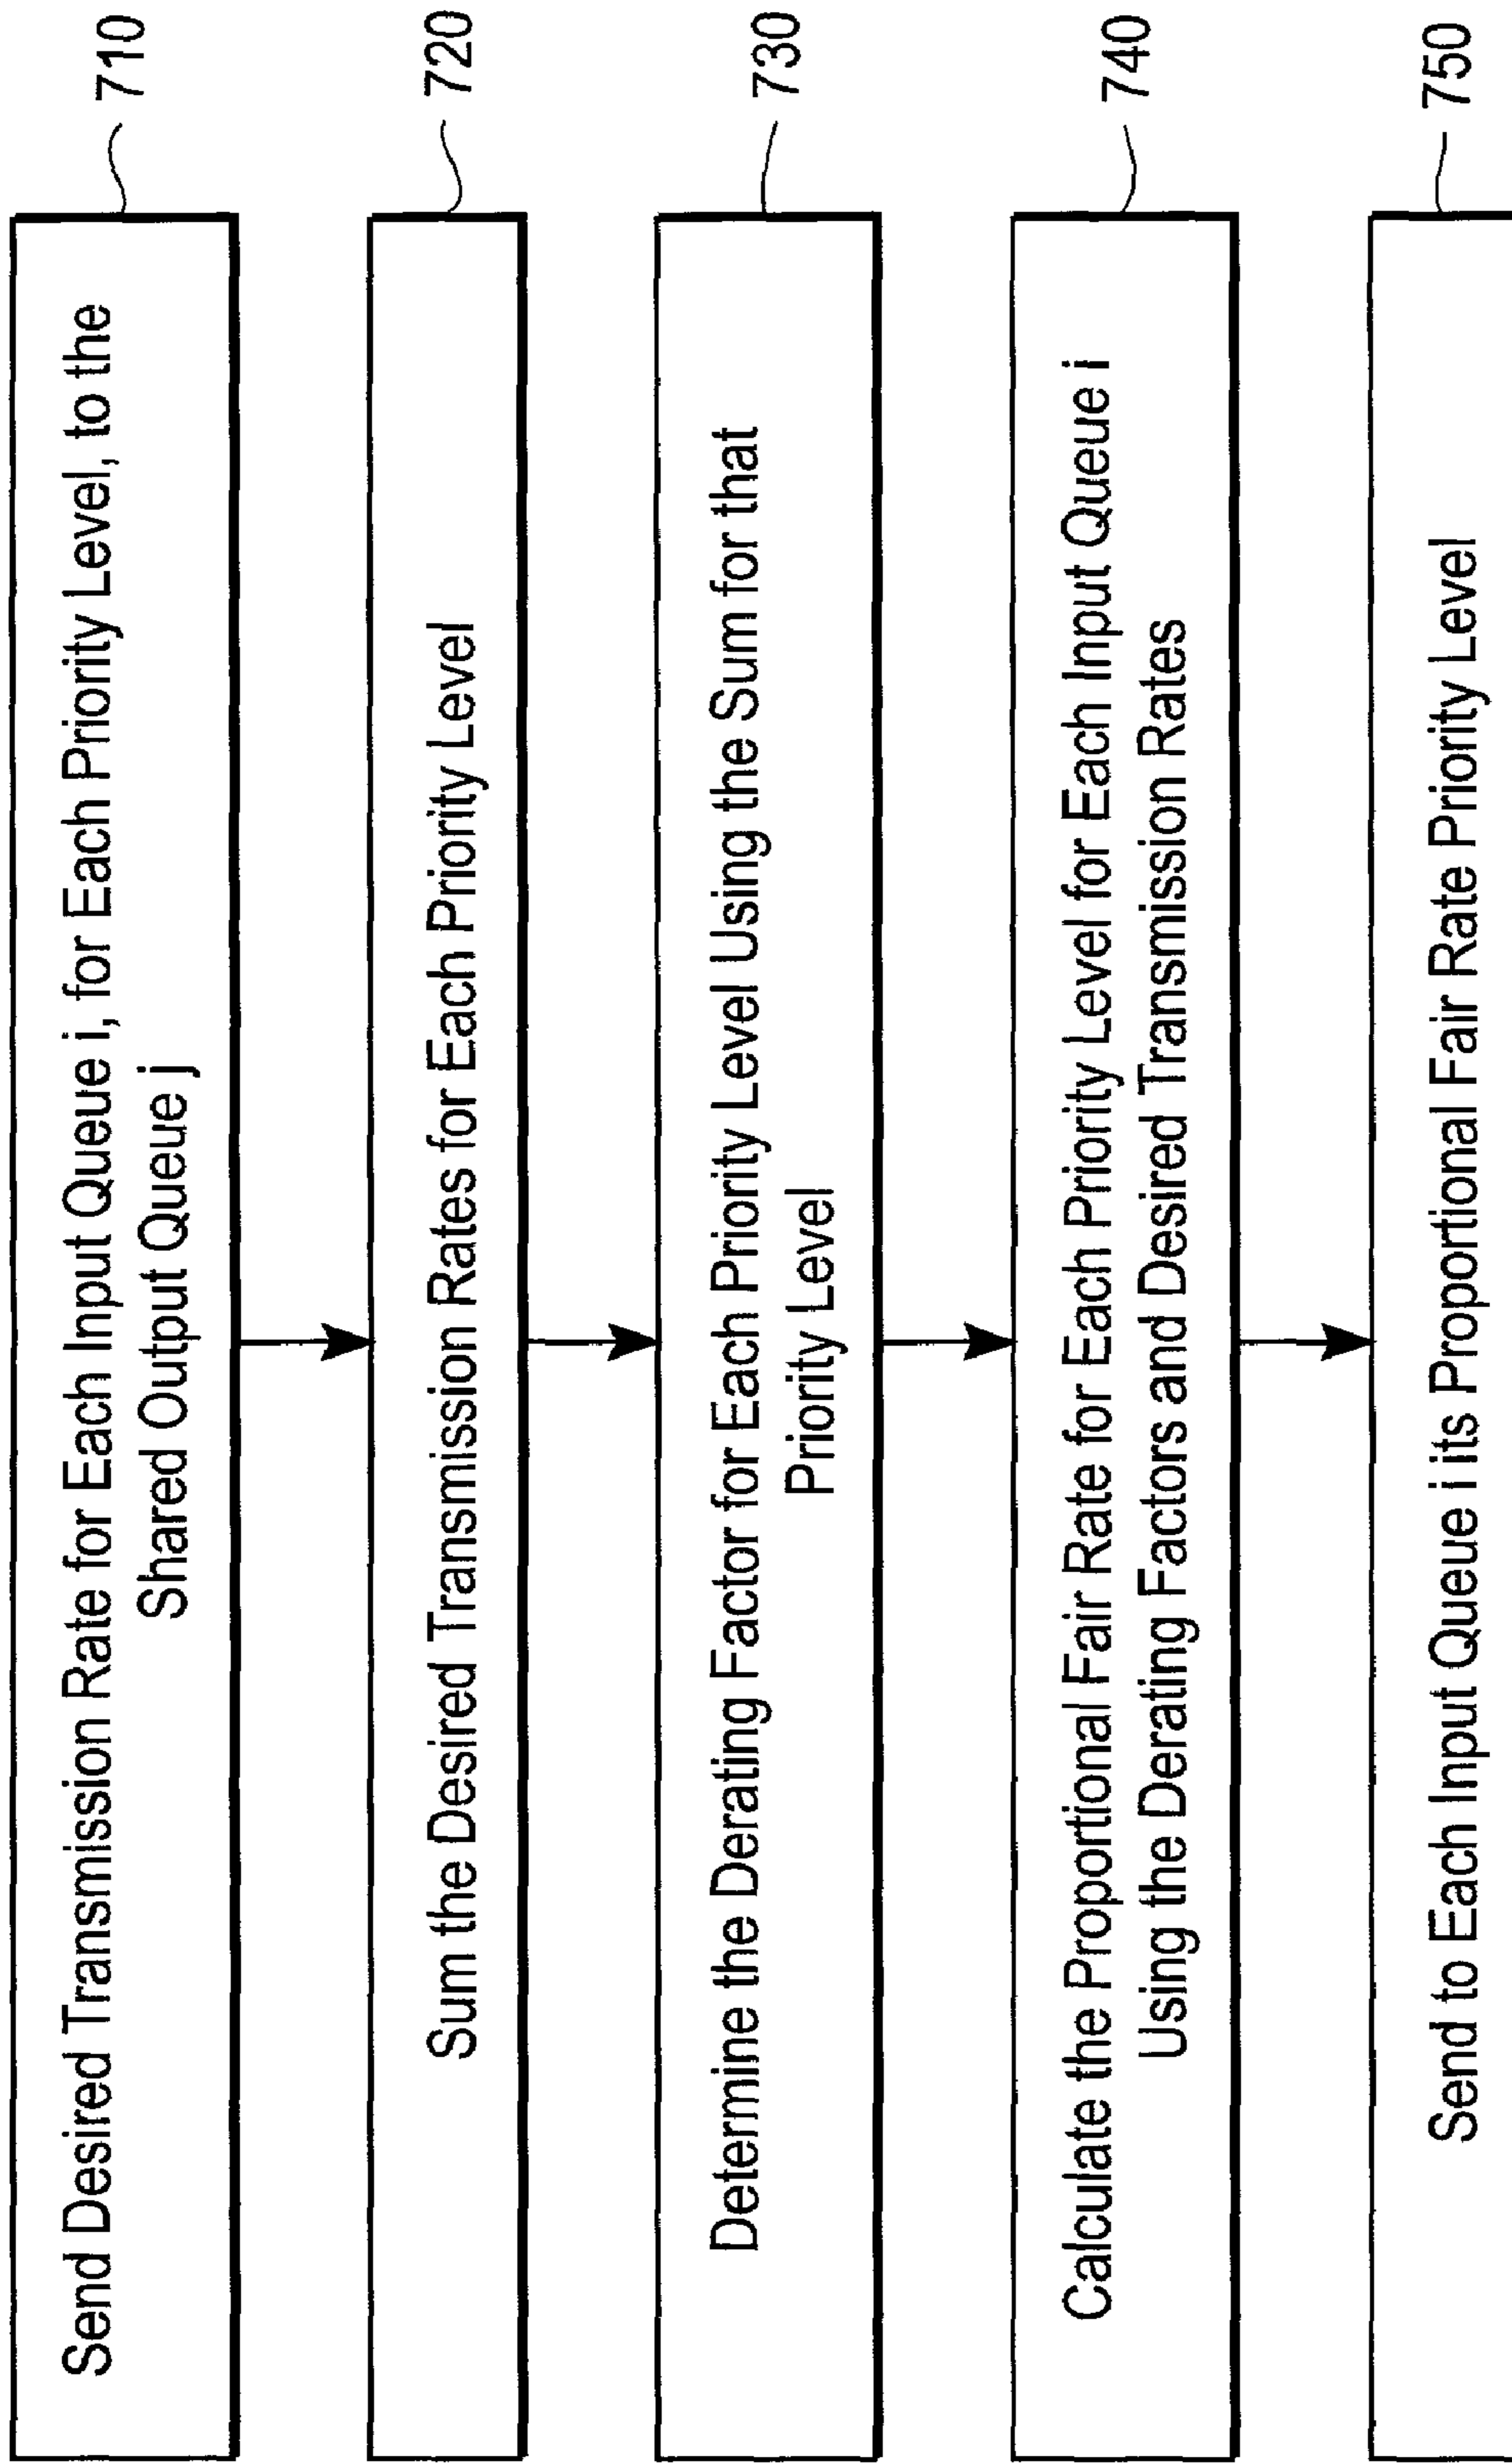 Send Desired Transmission Rate for Each Input Queue i, for Each Priority Level, to the
Shared Output Queue j
710
Sum the Desired Transmission Rates for Each Priority Level
720
Determine the Derating Factor for Each Priority Level Using the Sum for that
Priority Level
730
Calculate the Proportional Fair Rate for Each Priority Level for Each Input Queue i
Using the Derating Factors and Desired Transmission Rates
740
Send to Each Input Queue i its Proportional Fair Rate Priority Level
750